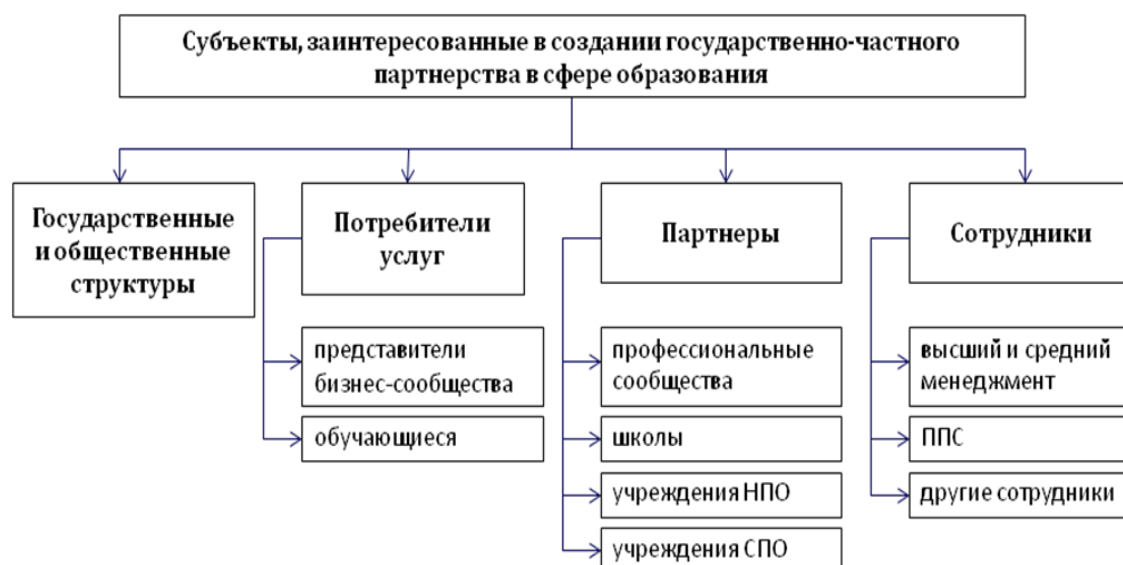 Субъекты, заинтересованные в создании государственно-частного
партнерства в сфере образования
Государственные
и общественные
структуры
Потребители
услуг
представители
бизнес-сообщества
обучающиеся
Партнеры
профессиональные
сообщества
школы
учреждения НПО
учреждения СПО
Сотрудники
высший и средний
менеджмент
ППС
другие сотрудники